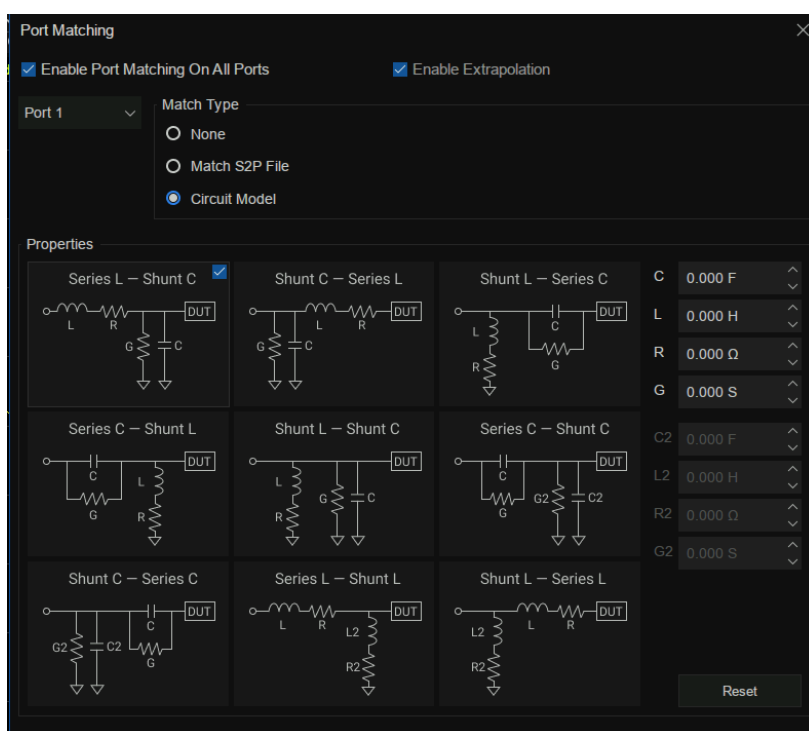 Port Matching
Enable Port Matching On All Ports
Enable Extrapolation
Port 1
Match Type
None
Match S2P File
Circuit Model
Properties
Series L – Shunt C
L
R
G
C
DUT
Shunt C – Series L
G
C
L
R
DUT
Shunt L – Series C
L
R
C
G
DUT
Series C – Shunt L
C
G
L
R
DUT
Shunt L – Shunt C
L
R
G
C
DUT
Series C – Shunt C
C
G
G2
C2
DUT
Shunt C – Series C
G2
C2
C
G
DUT
Series L – Shunt L
L
R
L2
R2
DUT
Shunt L – Series L
L2
R2
L
R
DUT
C 0.000 F
L 0.000 H
R 0.000 Ω
G 0.000 S
C2 0.000 F
L2 0.000 H
R2 0.000 Ω
G2 0.000 S
Reset